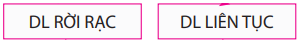 DL RỜI RẠC
DL LIÊN TỤC